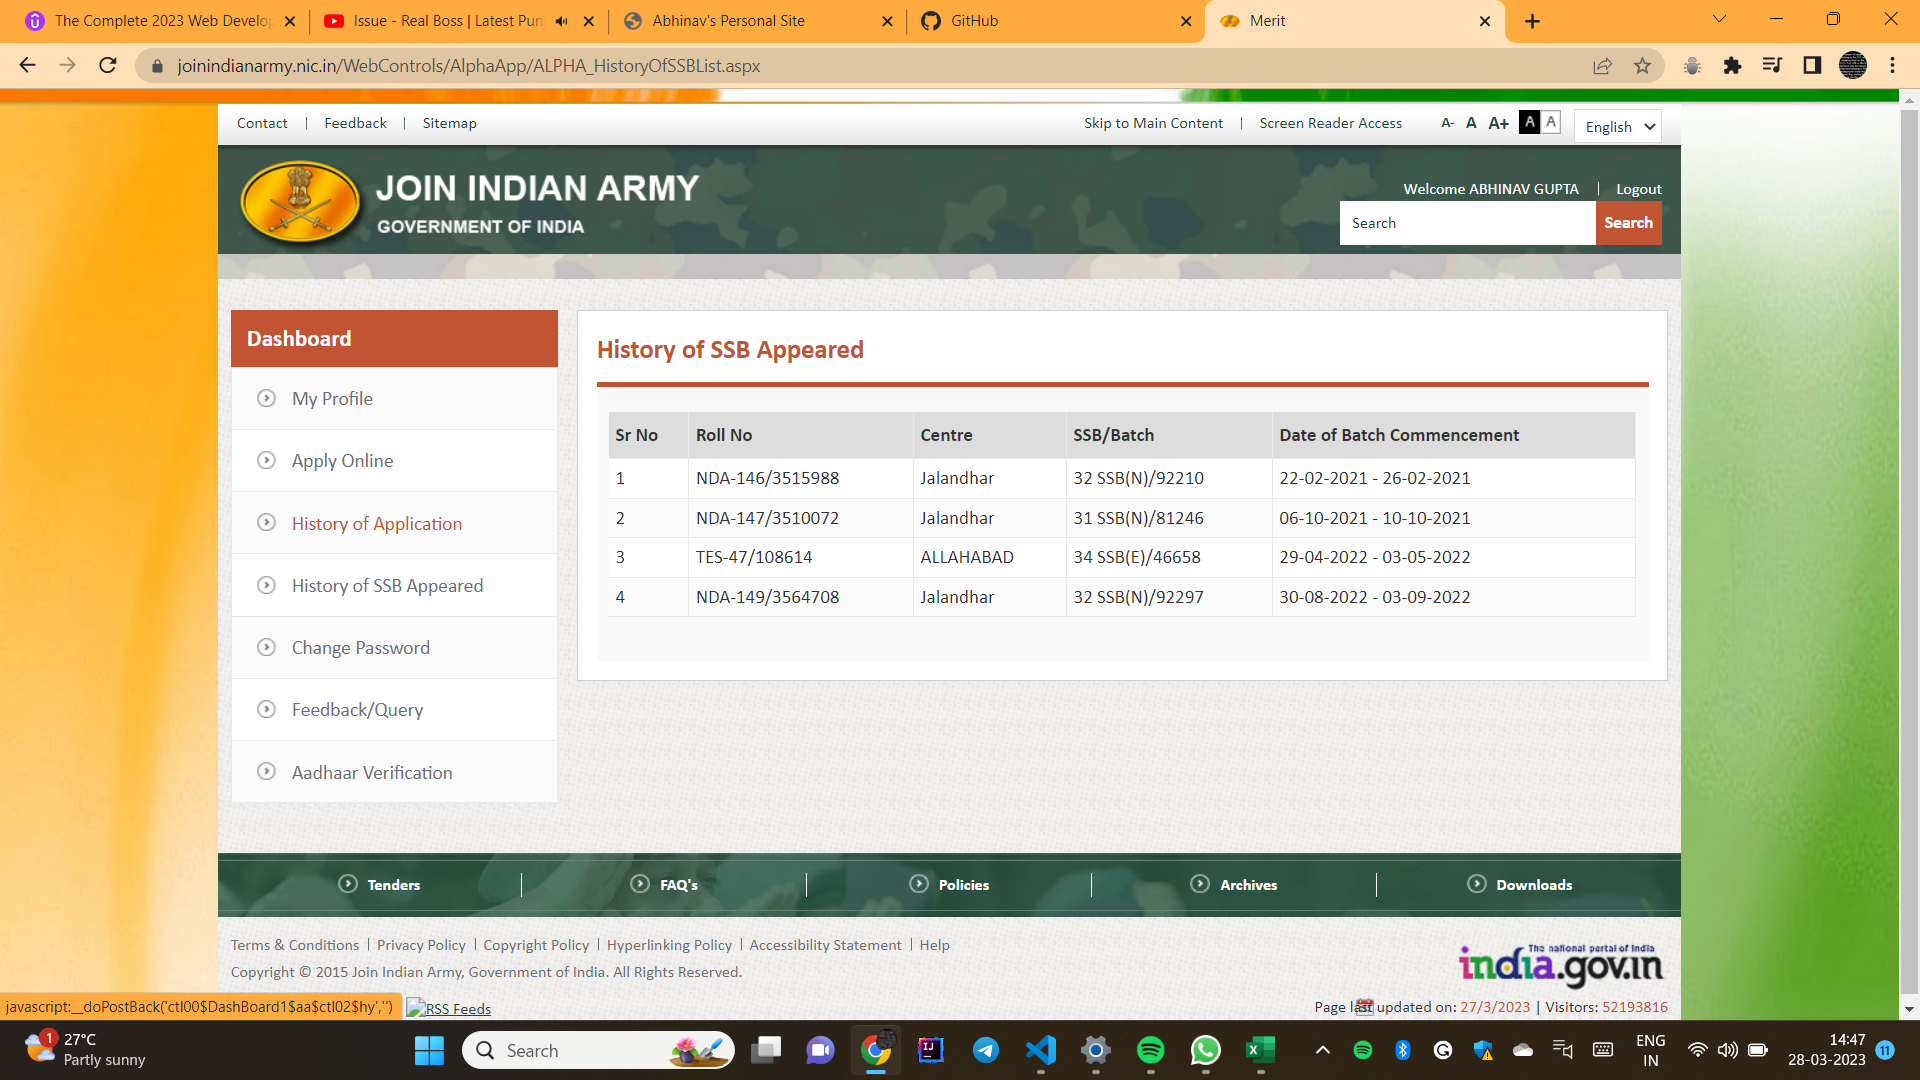 The Complete 2023 Web Develop
Issue - Real Boss | Latest Pun
Abhinav's Personal Site
GitHub
Merit
joinindianarmy.nic.in/WebControls/AlphaApp/ALPHA_HistoryOfSSBList.aspx
Contact | Feedback | Sitemap
Skip to Main Content | Screen Reader Access A- A A+ A A English
JOIN INDIAN ARMY
GOVERNMENT OF INDIA
Welcome ABHINAV GUPTA | Logout
Search Search
Dashboard
My Profile
Apply Online
History of Application
History of SSB Appeared
Change Password
Feedback/Query
Aadhaar Verification
History of SSB Appeared
Sr No Roll No Centre SSB/Batch Date of Batch Commencement
1 NDA-146/3515988 Jalandhar 32 SSB(N)/92210 22-02-2021 - 26-02-2021
2 NDA-147/3510072 Jalandhar 31 SSB(N)/81246 06-10-2021 - 10-10-2021
3 TES-47/108614 ALLAHABAD 34 SSB(E)/46658 29-04-2022 - 03-05-2022
4 NDA-149/3564708 Jalandhar 32 SSB(N)/92297 30-08-2022 - 03-09-2022
Tenders FAQ's Policies Archives Downloads
Terms & Conditions | Privacy Policy | Copyright Policy | Hyperlinking Policy | Accessibility Statement | Help
Copyright © 2015 Join Indian Army, Government of India. All Rights Reserved.
The national portal of India
india.gov.in
javascript:__doPostBack('ctl00$DashBoard1$aa$ctl02$hy','')
RSS Feeds
Page last updated on: 27/3/2023 | Visitors: 52193816
1
27°C
Partly sunny
Search
ENG
IN
14:47
28-03-2023
11